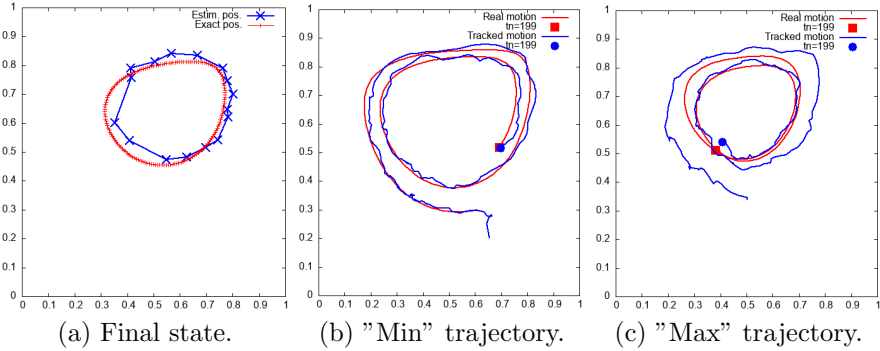 Estim. pos.
Exact pos.
1
0.9
0.8
0.7
0.6
0.5
0.4
0.3
0.2
0.1
0
0 0.1 0.2 0.3 0.4 0.5 0.6 0.7 0.8 0.9 1
(a) Final state.
Real motion
tn=199
Tracked motion
tn=199
1
0.9
0.8
0.7
0.6
0.5
0.4
0.3
0.2
0.1
0
0 0.1 0.2 0.3 0.4 0.5 0.6 0.7 0.8 0.9 1
(b) "Min" trajectory.
Real motion
tn=199
Tracked motion
tn=199
1
0.9
0.8
0.7
0.6
0.5
0.4
0.3
0.2
0.1
0
0 0.1 0.2 0.3 0.4 0.5 0.6 0.7 0.8 0.9 1
(c) "Max" trajectory.